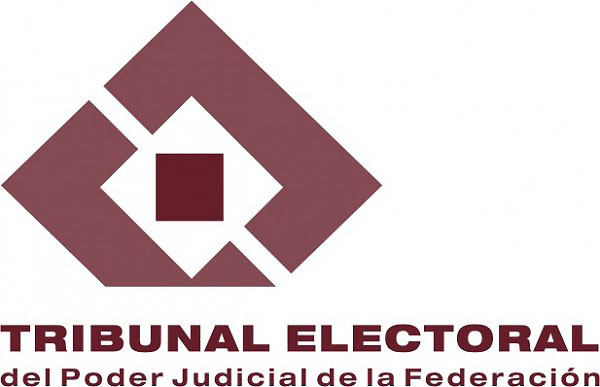 TRIBUNAL ELECTORAL
del Poder Judicial de la Federación